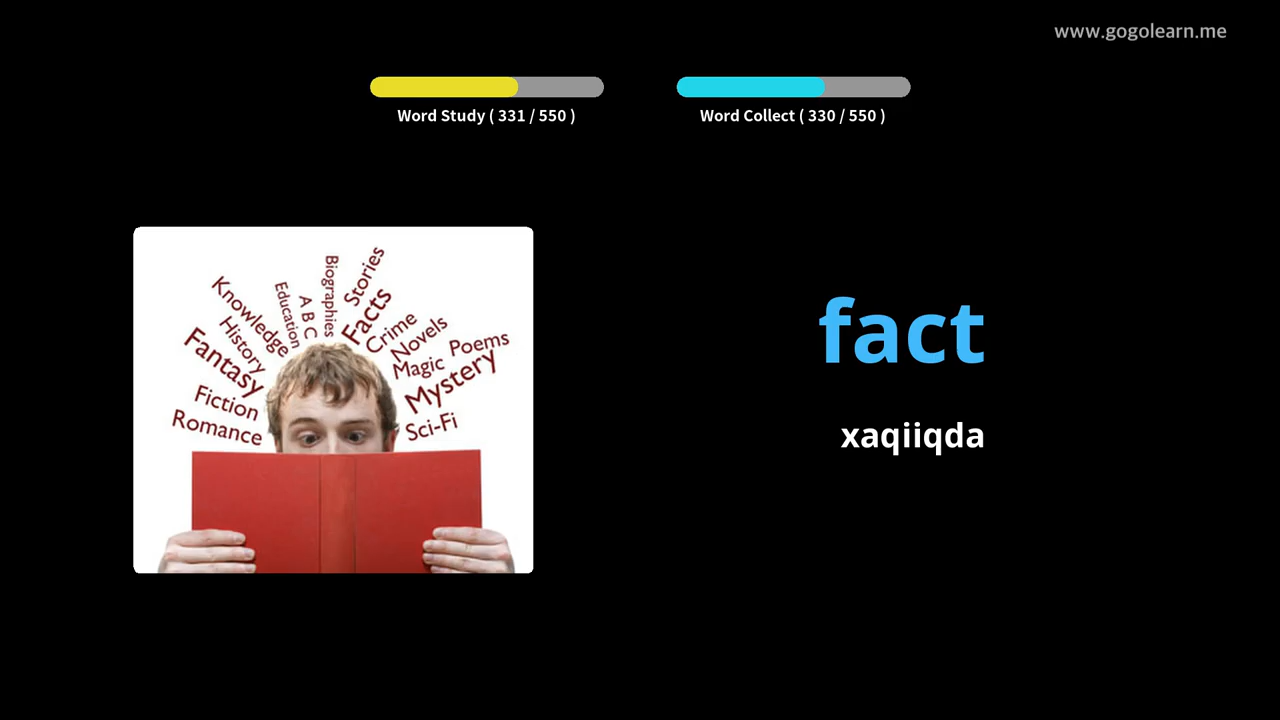 www.gogolearn.me
Word Study ( 331 / 550 )
Word Collect ( 330 / 550 )
Romance
Fiction
Fantasy
History
Knowledge
Education
A B C
Biographies
Stories
Facts
Crime
Novels
Magic
Poems
Mystery
Sci-Fi
fact
xaqiiqda